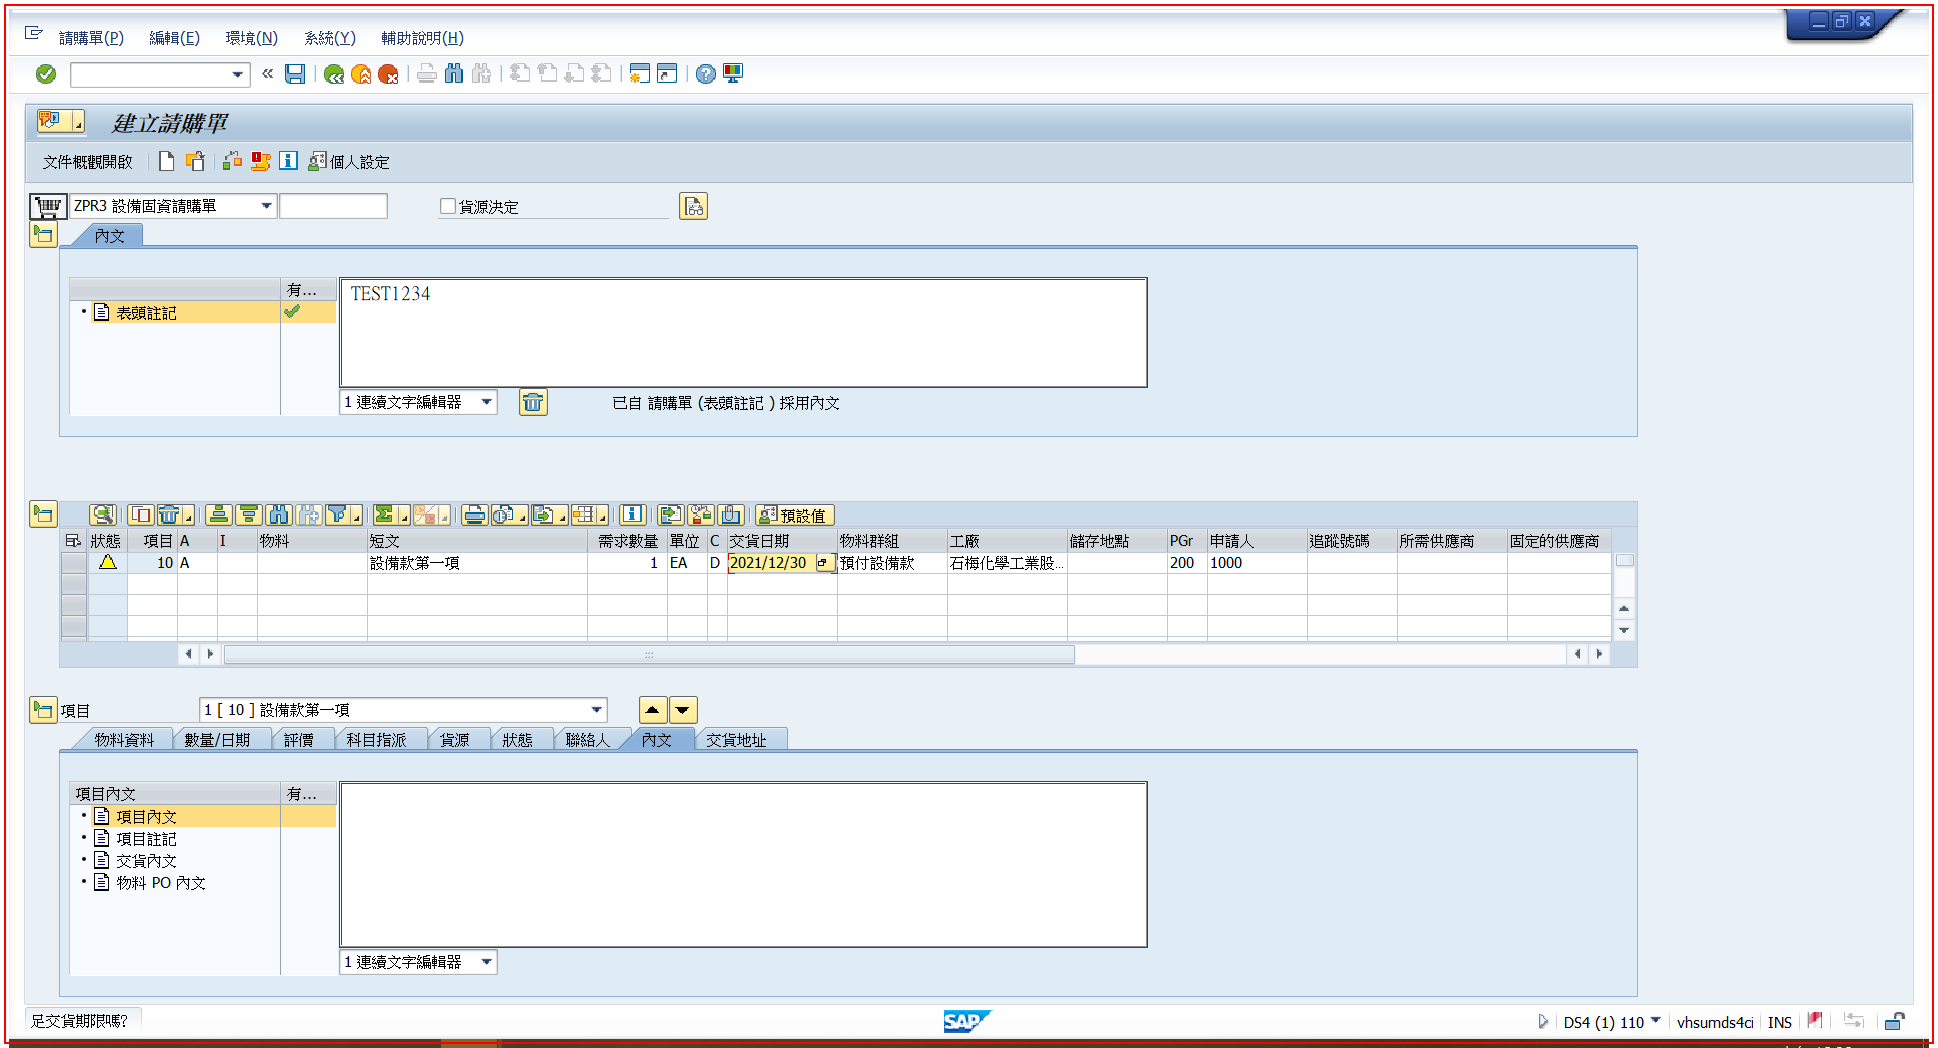 請購單(P) 編輯(E) 環境(N) 系統(Y) 輔助說明(H)
建立請購單
文件概觀開啟 個人設定
ZPR3 設備固資請購單 貨源決定
內文
有...
表頭註記
TEST1234
1 連續文字編輯器 已自 請購單 (表頭註記 ) 採用內文
預設值
狀態 項目 A I 物料 短文 需求數量 單位 C 交貨日期 物料群組 工廠 儲存地點 PGr 申請人 追蹤號碼 所需供應商 固定的供應商
10 A 設備款第一項 1 EA D 2021/12/30 預付設備款 石梅化學工業股... 200 1000
項目 1 [ 10 ] 設備款第一項
物料資料 數量/日期 評價 科目指派 貨源 狀態 聯絡人 內文 交貨地址
項目內文 有...
項目內文
項目註記
交貨內文
物料 PO 內文
1 連續文字編輯器
足交貨期限嗎? SAP DS4 (1) 110 vhsumds4ci INS